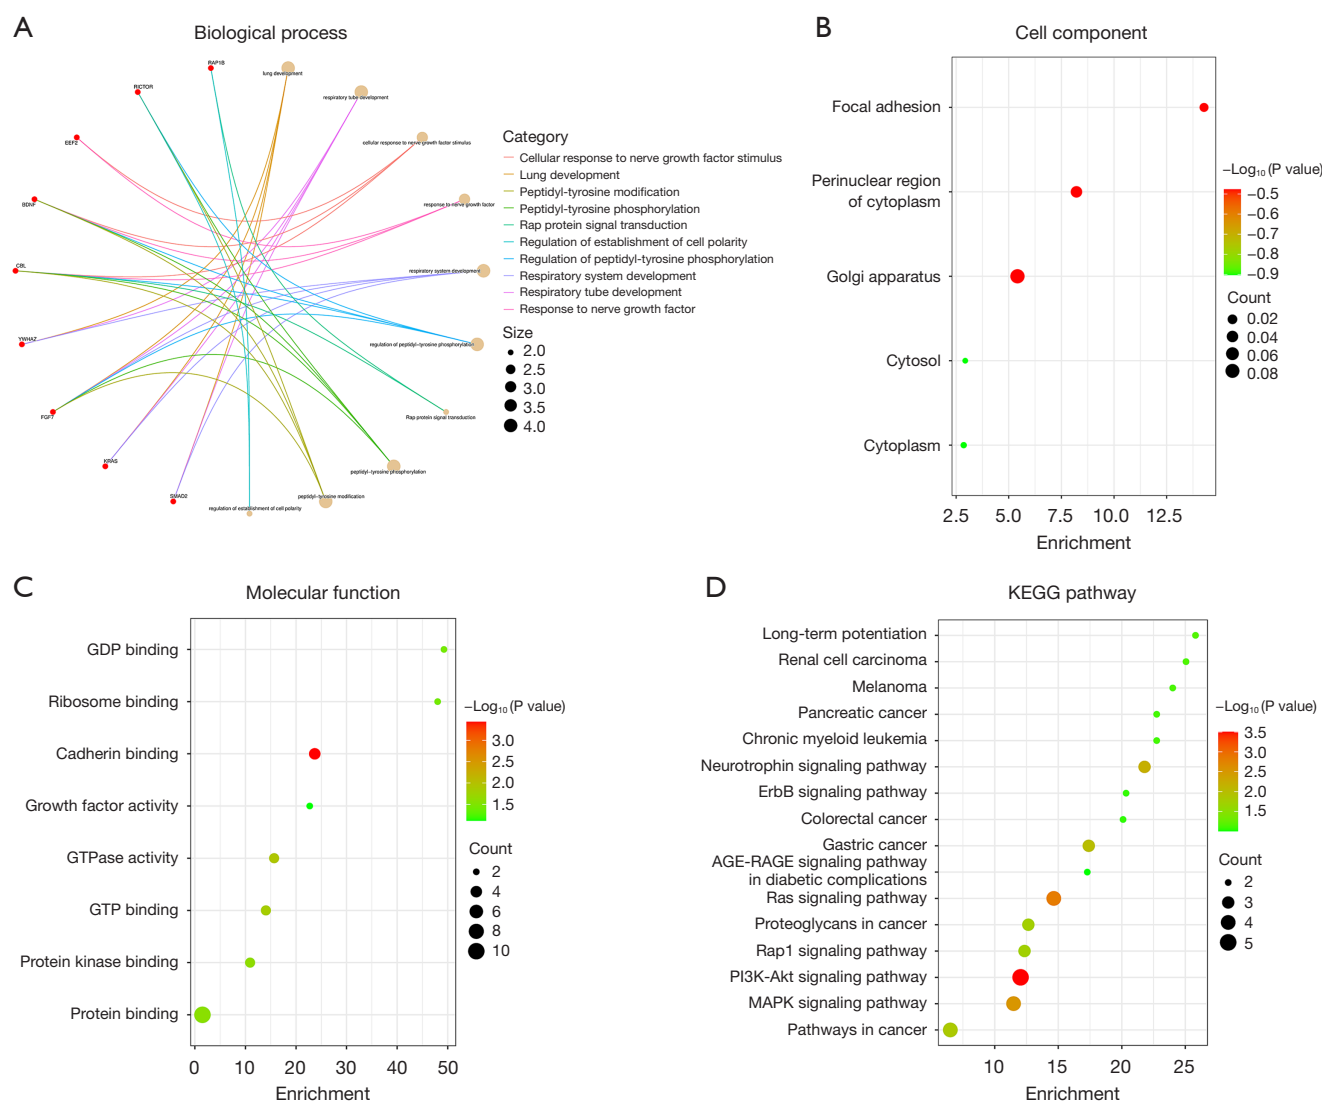 A
Biological process
RAP1B
lung development
RICTOR
respiratory tube development
EEF2
cellular response to nerve growth factor stimulus
BDNF
response to nerve growth factor
CBL
respiratory system development
YWHAZ
regulation of peptidyl-tyrosine phosphorylation
FGF7
Rap protein signal transduction
KRAS
peptidyl-tyrosine phosphorylation
SMAD2
peptidyl-tyrosine modification
regulation of establishment of cell polarity
Category
Cellular response to nerve growth factor stimulus
Lung development
Peptidyl-tyrosine modification
Peptidyl-tyrosine phosphorylation
Rap protein signal transduction
Regulation of establishment of cell polarity
Regulation of peptidyl-tyrosine phosphorylation
Respiratory system development
Respiratory tube development
Response to nerve growth factor
Size
2.0
2.5
3.0
3.5
4.0
B
Cell component
Focal adhesion
Perinuclear region
of cytoplasm
Golgi apparatus
Cytosol
Cytoplasm
2.5 5.0 7.5 10.0 12.5
Enrichment
−Log₁₀ (P value)
−0.5
−0.6
−0.7
−0.8
−0.9
Count
0.02
0.04
0.06
0.08
C
Molecular function
GDP binding
Ribosome binding
Cadherin binding
Growth factor activity
GTPase activity
GTP binding
Protein kinase binding
Protein binding
0 10 20 30 40 50
Enrichment
−Log₁₀ (P value)
3.0
2.5
2.0
1.5
Count
2
4
6
8
10
D
KEGG pathway
Long-term potentiation
Renal cell carcinoma
Melanoma
Pancreatic cancer
Chronic myeloid leukemia
Neurotrophin signaling pathway
ErbB signaling pathway
Colorectal cancer
Gastric cancer
AGE-RAGE signaling pathway
in diabetic complications
Ras signaling pathway
Proteoglycans in cancer
Rap1 signaling pathway
PI3K-Akt signaling pathway
MAPK signaling pathway
Pathways in cancer
10 15 20 25
Enrichment
−Log₁₀ (P value)
3.5
3.0
2.5
2.0
1.5
Count
2
3
4
5